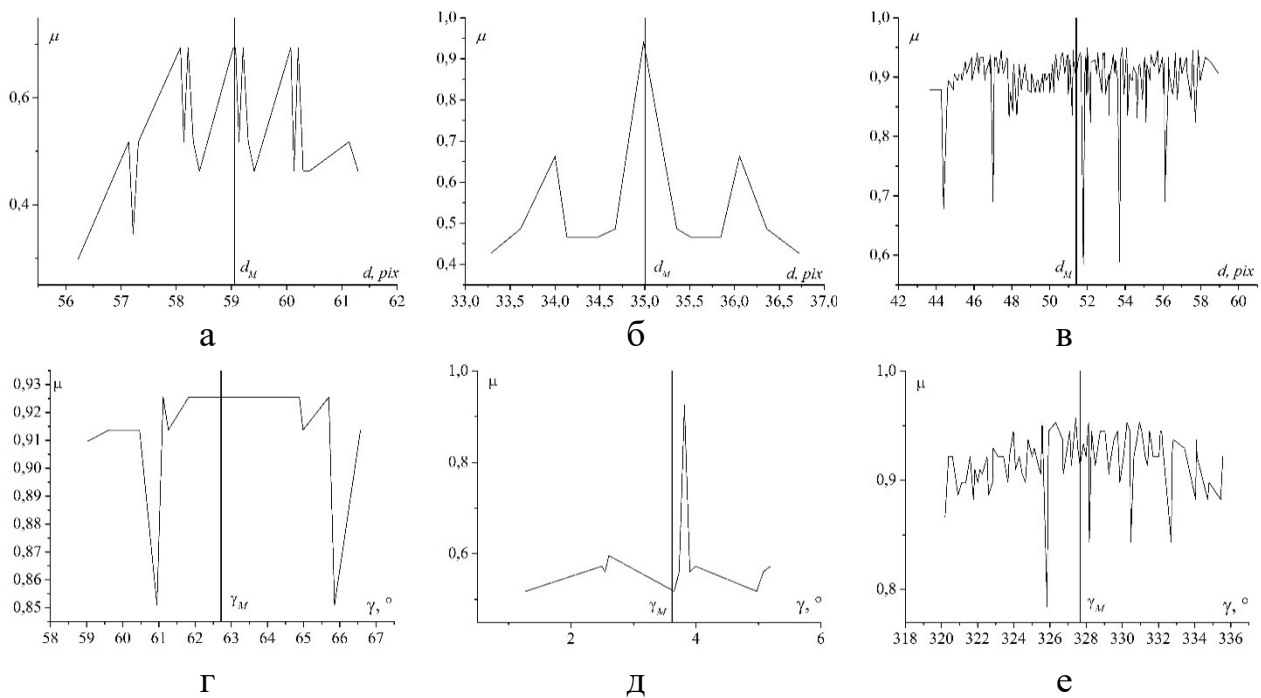 μ
0,6
0,4
d_M
d, pix
56 57 58 59 60 61 62
а
1,0
μ
0,9
0,8
0,7
0,6
0,5
0,4
d_M
d, pix
33,0 33,5 34,0 34,5 35,0 35,5 36,0 36,5 37,0
б
1,0
μ
0,9
0,8
0,7
0,6
d_M
d, pix
42 44 46 48 50 52 54 56 58 60
в
0,93
μ
0,92
0,91
0,90
0,89
0,88
0,87
0,86
0,85
γ_M
γ, °
58 59 60 61 62 63 64 65 66 67
г
1,0
μ
0,8
0,6
γ_M
γ, °
2 4 6
д
1,0
μ
0,9
0,8
γ_M
γ, °
318 320 322 324 326 328 330 332 334 336
е